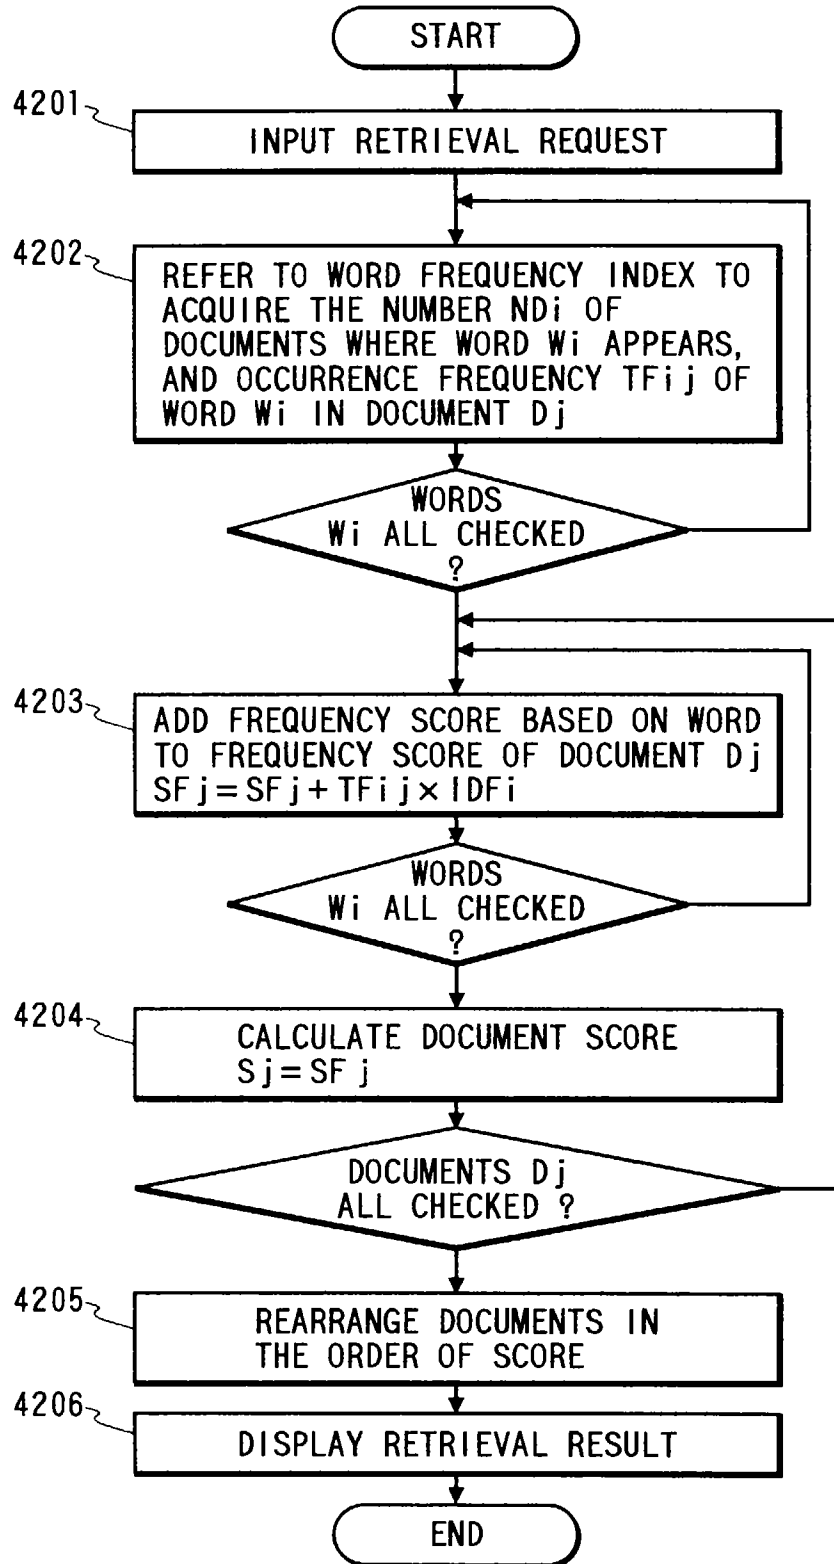 START
4201
INPUT RETRIEVAL REQUEST
4202
REFER TO WORD FREQUENCY INDEX TO
ACQUIRE THE NUMBER NDi OF
DOCUMENTS WHERE WORD Wi APPEARS,
AND OCCURRENCE FREQUENCY TFij OF
WORD Wi IN DOCUMENT Dj
WORDS
Wi ALL CHECKED
?
4203
ADD FREQUENCY SCORE BASED ON WORD
TO FREQUENCY SCORE OF DOCUMENT Dj
SFj=SFj+TFij×IDFi
WORDS
Wi ALL CHECKED
?
4204
CALCULATE DOCUMENT SCORE
Sj=SFj
DOCUMENTS Dj
ALL CHECKED ?
4205
REARRANGE DOCUMENTS IN
THE ORDER OF SCORE
4206
DISPLAY RETRIEVAL RESULT
END